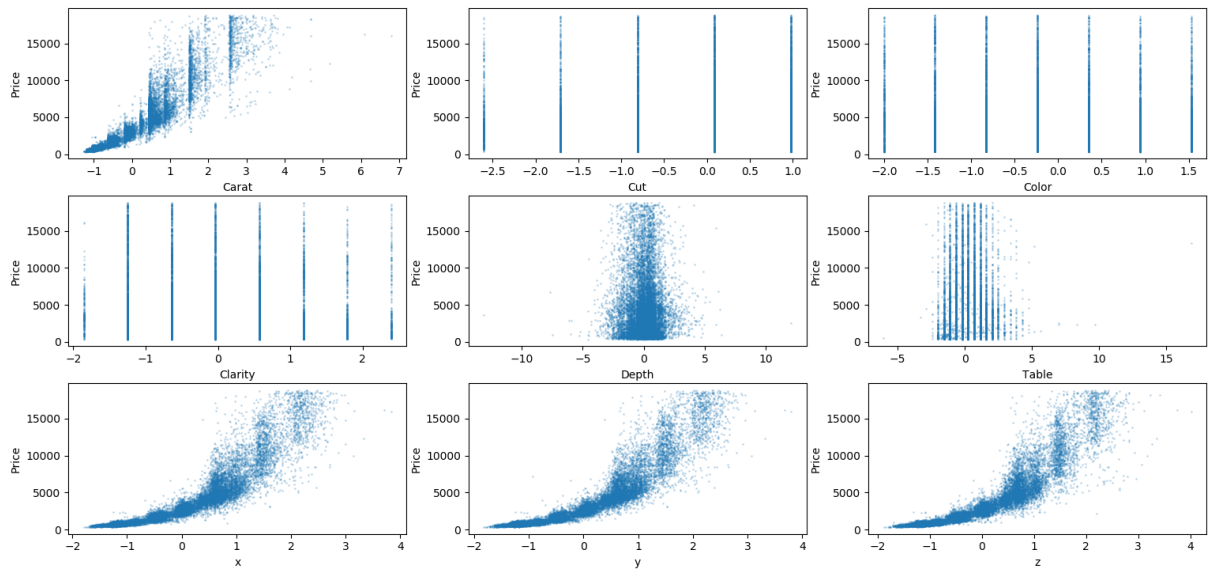 15000 10000 5000 0
Price
−1 0 1 2 3 4 5 6 7
Carat
15000 10000 5000 0
Price
−2.5 −2.0 −1.5 −1.0 −0.5 0.0 0.5 1.0
Cut
15000 10000 5000 0
Price
−2.0 −1.5 −1.0 −0.5 0.0 0.5 1.0 1.5
Color
15000 10000 5000 0
Price
−2 −1 0 1 2
Clarity
15000 10000 5000 0
Price
−10 −5 0 5 10
Depth
15000 10000 5000 0
Price
−5 0 5 10 15
Table
15000 10000 5000 0
Price
−2 −1 0 1 2 3 4
x
15000 10000 5000 0
Price
−2 −1 0 1 2 3 4
y
15000 10000 5000 0
Price
−2 −1 0 1 2 3 4
z